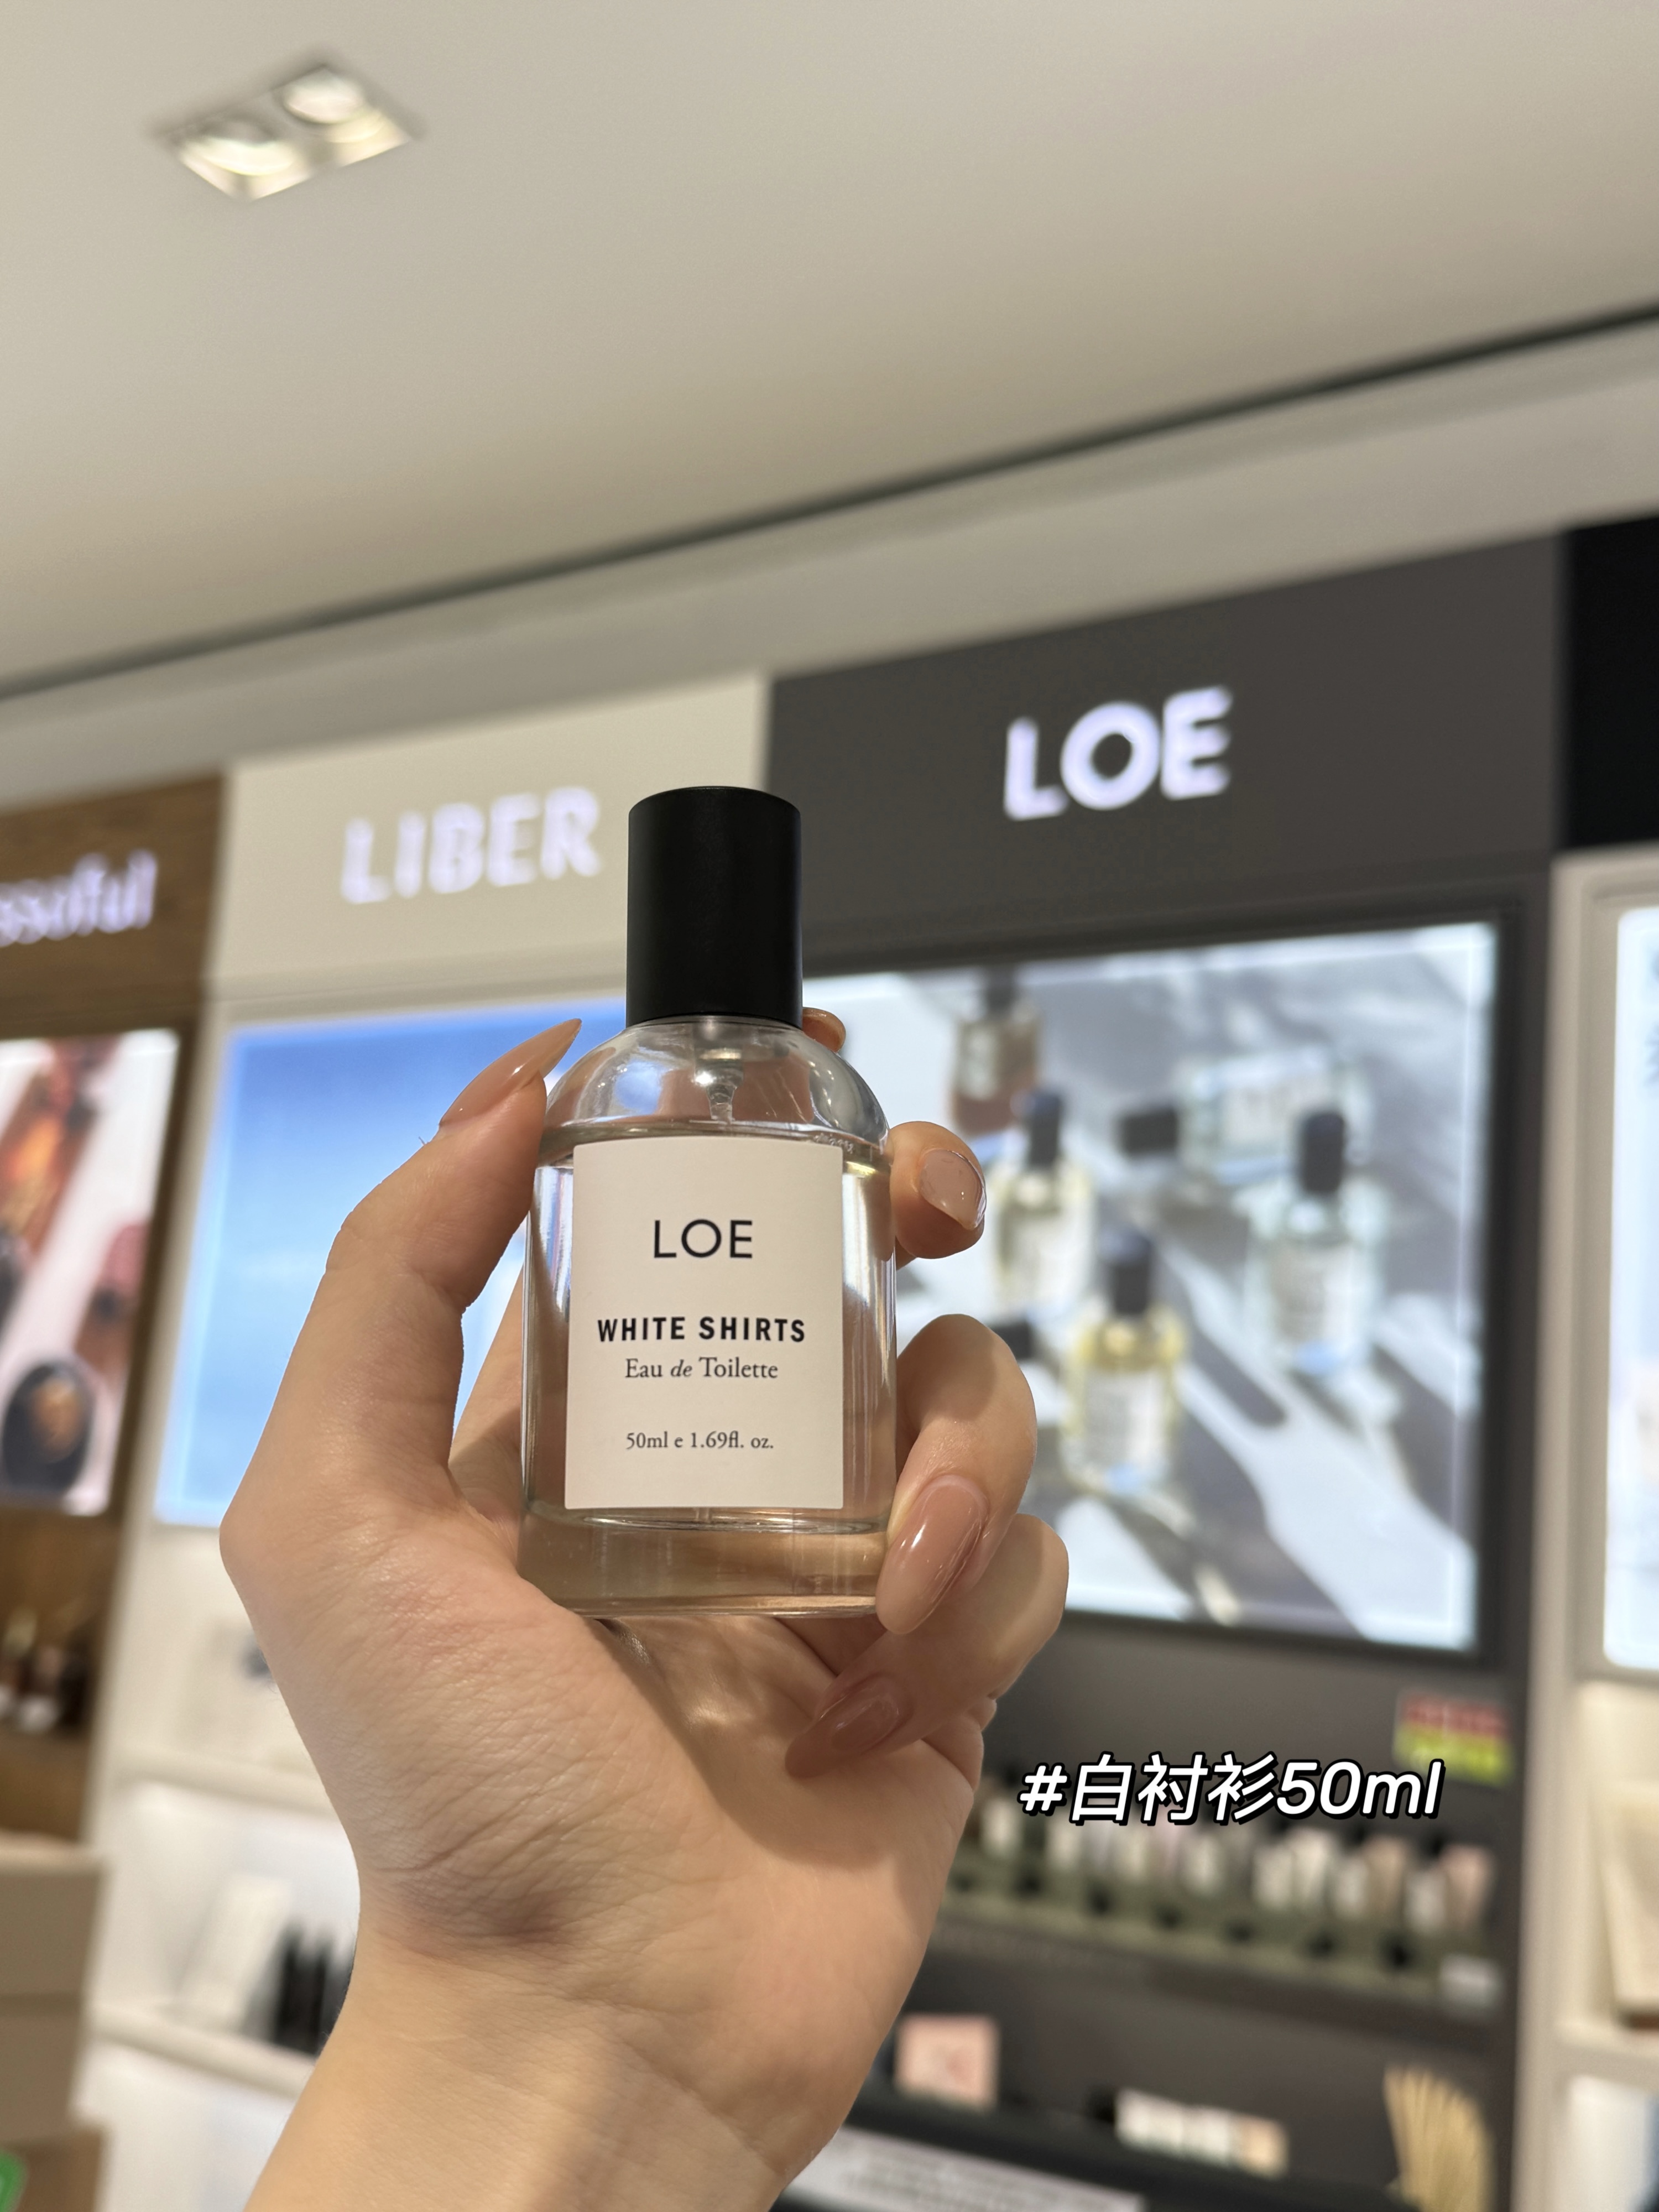 LOE
LIBER
LOE
WHITE SHIRTS
Eau de Toilette
50ml e 1.69fl. oz.
#白衬衫50ml